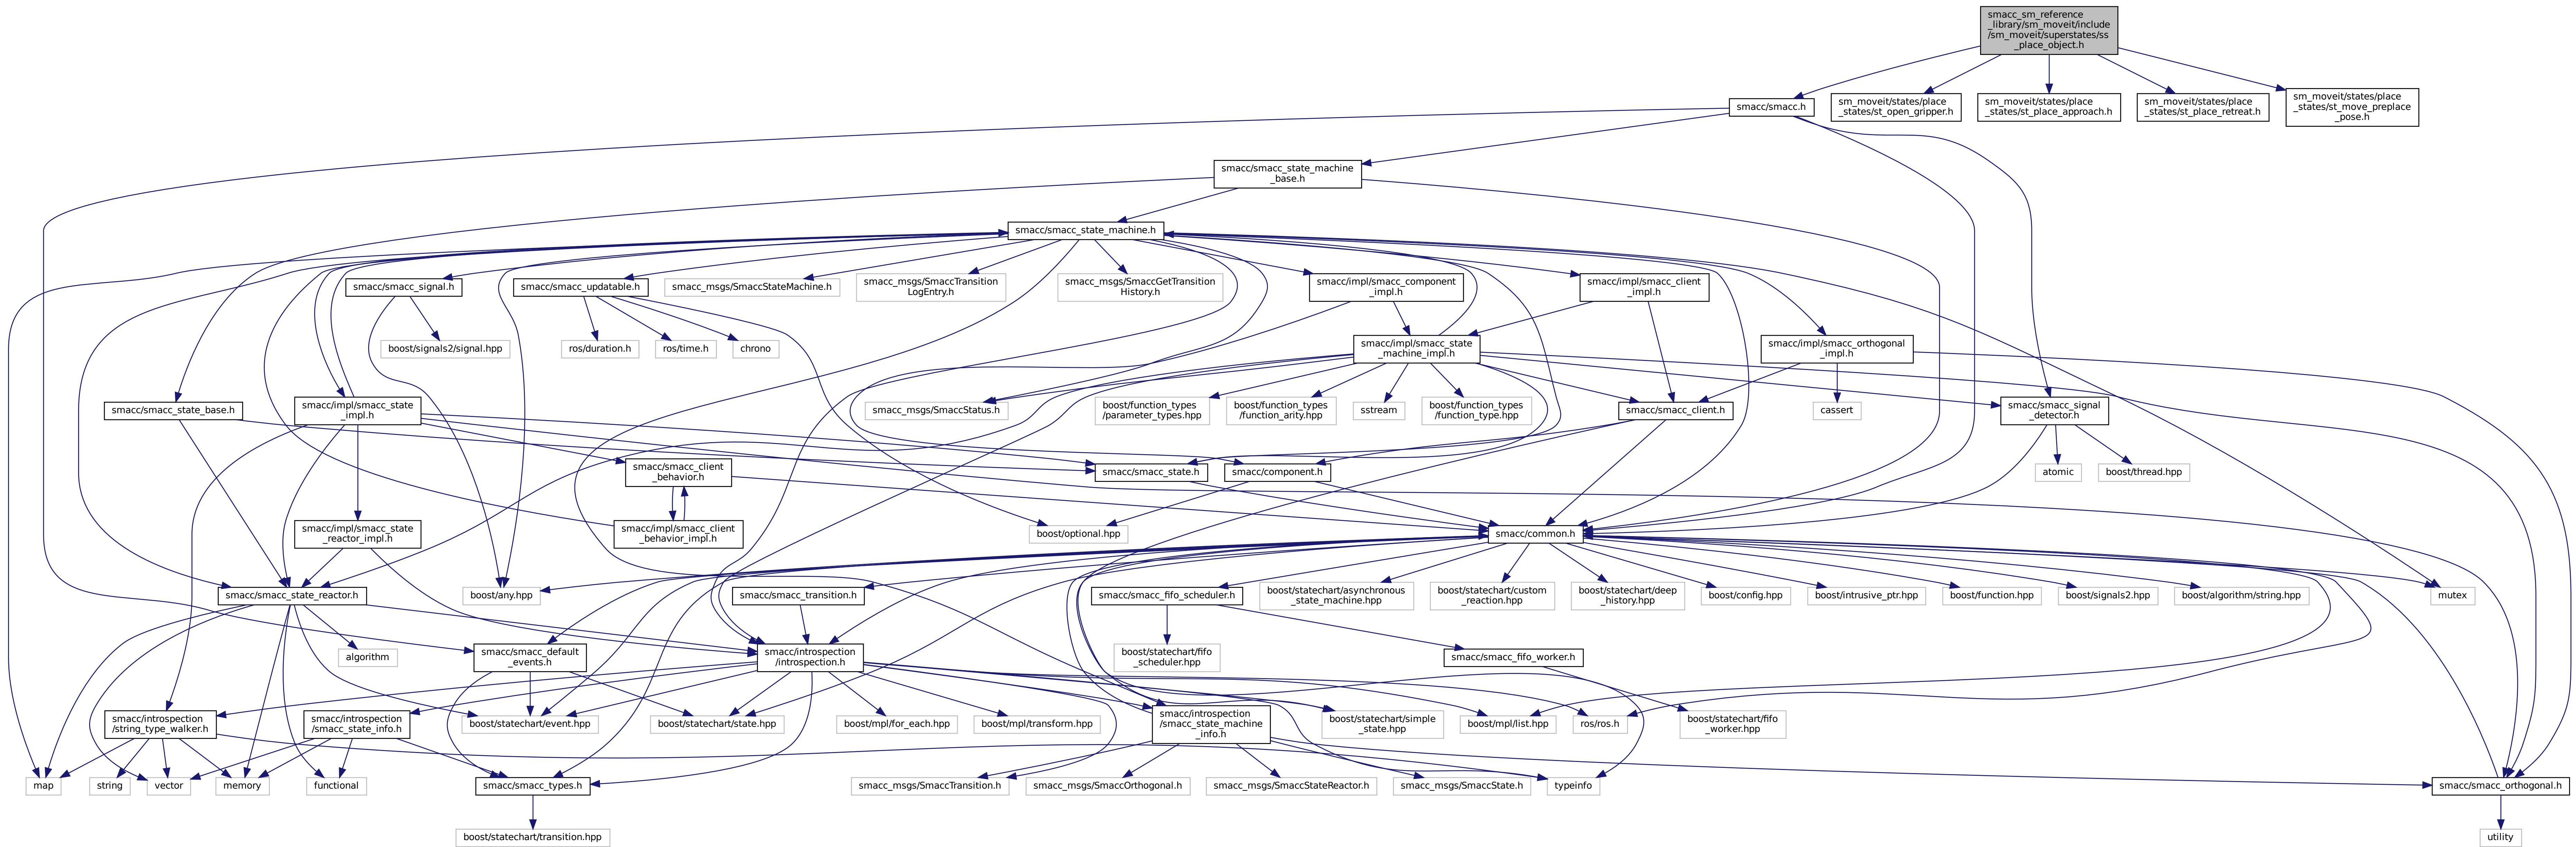 smacc_sm_reference
_library/sm_moveit/include
/sm_moveit/superstates/ss
_place_object.h
smacc/smacc.h
sm_moveit/states/place
_states/st_open_gripper.h
sm_moveit/states/place
_states/st_place_approach.h
sm_moveit/states/place
_states/st_place_retreat.h
sm_moveit/states/place
_states/st_move_preplace
_pose.h
smacc/smacc_state_machine
_base.h
smacc/smacc_state_machine.h
smacc/smacc_signal.h
smacc/smacc_updatable.h
smacc_msgs/SmaccStateMachine.h
smacc_msgs/SmaccTransition
LogEntry.h
smacc_msgs/SmaccGetTransition
History.h
smacc/impl/smacc_component
_impl.h
smacc/impl/smacc_client
_impl.h
boost/signals2/signal.hpp
ros/duration.h
ros/time.h
chrono
smacc/impl/smacc_state
_machine_impl.h
smacc/impl/smacc_orthogonal
_impl.h
smacc/smacc_state_base.h
smacc/impl/smacc_state
_impl.h
smacc_msgs/SmaccStatus.h
boost/function_types
/parameter_types.hpp
boost/function_types
/function_arity.hpp
sstream
boost/function_types
/function_type.hpp
smacc/smacc_client.h
cassert
smacc/smacc_signal
_detector.h
smacc/smacc_client
_behavior.h
smacc/smacc_state.h
smacc/component.h
atomic
boost/thread.hpp
smacc/impl/smacc_state
_reactor_impl.h
smacc/impl/smacc_client
_behavior_impl.h
boost/optional.hpp
smacc/common.h
smacc/smacc_state_reactor.h
boost/any.hpp
smacc/smacc_transition.h
smacc/smacc_fifo_scheduler.h
boost/statechart/asynchronous
_state_machine.hpp
boost/statechart/custom
_reaction.hpp
boost/statechart/deep
_history.hpp
boost/config.hpp
boost/intrusive_ptr.hpp
boost/function.hpp
boost/signals2.hpp
boost/algorithm/string.hpp
mutex
algorithm
smacc/smacc_default
_events.h
smacc/introspection
/introspection.h
boost/statechart/fifo
_scheduler.hpp
smacc/smacc_fifo_worker.h
smacc/introspection
/string_type_walker.h
smacc/introspection
/smacc_state_info.h
boost/statechart/event.hpp
boost/statechart/state.hpp
boost/mpl/for_each.hpp
boost/mpl/transform.hpp
smacc/introspection
/smacc_state_machine
_info.h
boost/statechart/simple
_state.hpp
boost/mpl/list.hpp
ros/ros.h
boost/statechart/fifo
_worker.hpp
map
string
vector
memory
functional
smacc/smacc_types.h
smacc_msgs/SmaccTransition.h
smacc_msgs/SmaccOrthogonal.h
smacc_msgs/SmaccStateReactor.h
smacc_msgs/SmaccState.h
typeinfo
smacc/smacc_orthogonal.h
boost/statechart/transition.hpp
utility